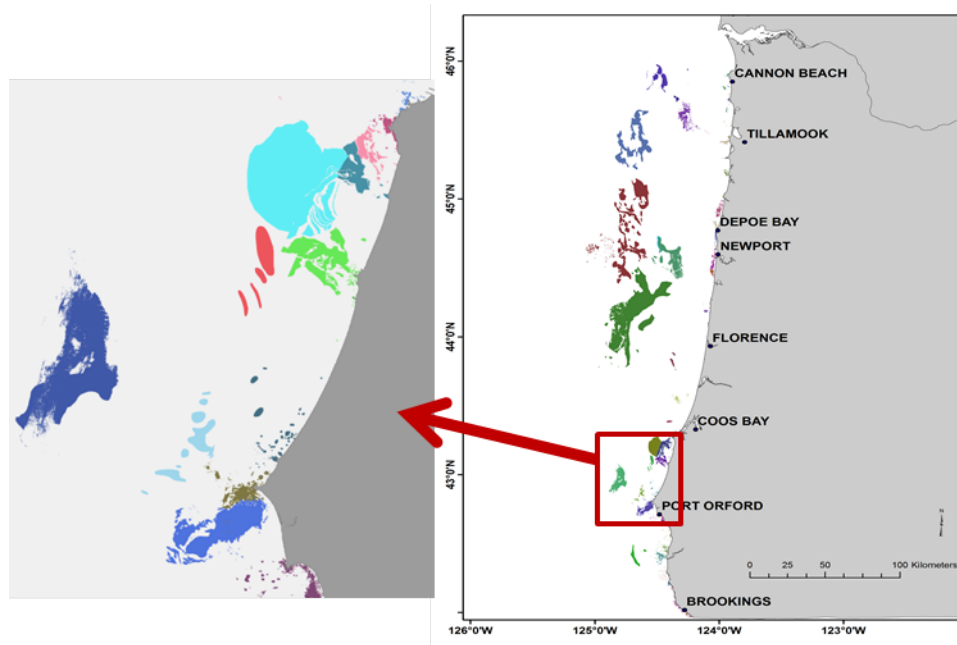 46°0'N
CANNON BEACH
TILLAMOOK
45°0'N
DEPOE BAY
NEWPORT
44°0'N
FLORENCE
COOS BAY
43°0'N
PORT ORFORD
0 25 50 100 Kilometers
BROOKINGS
126°0'W 125°0'W 124°0'W 123°0'W